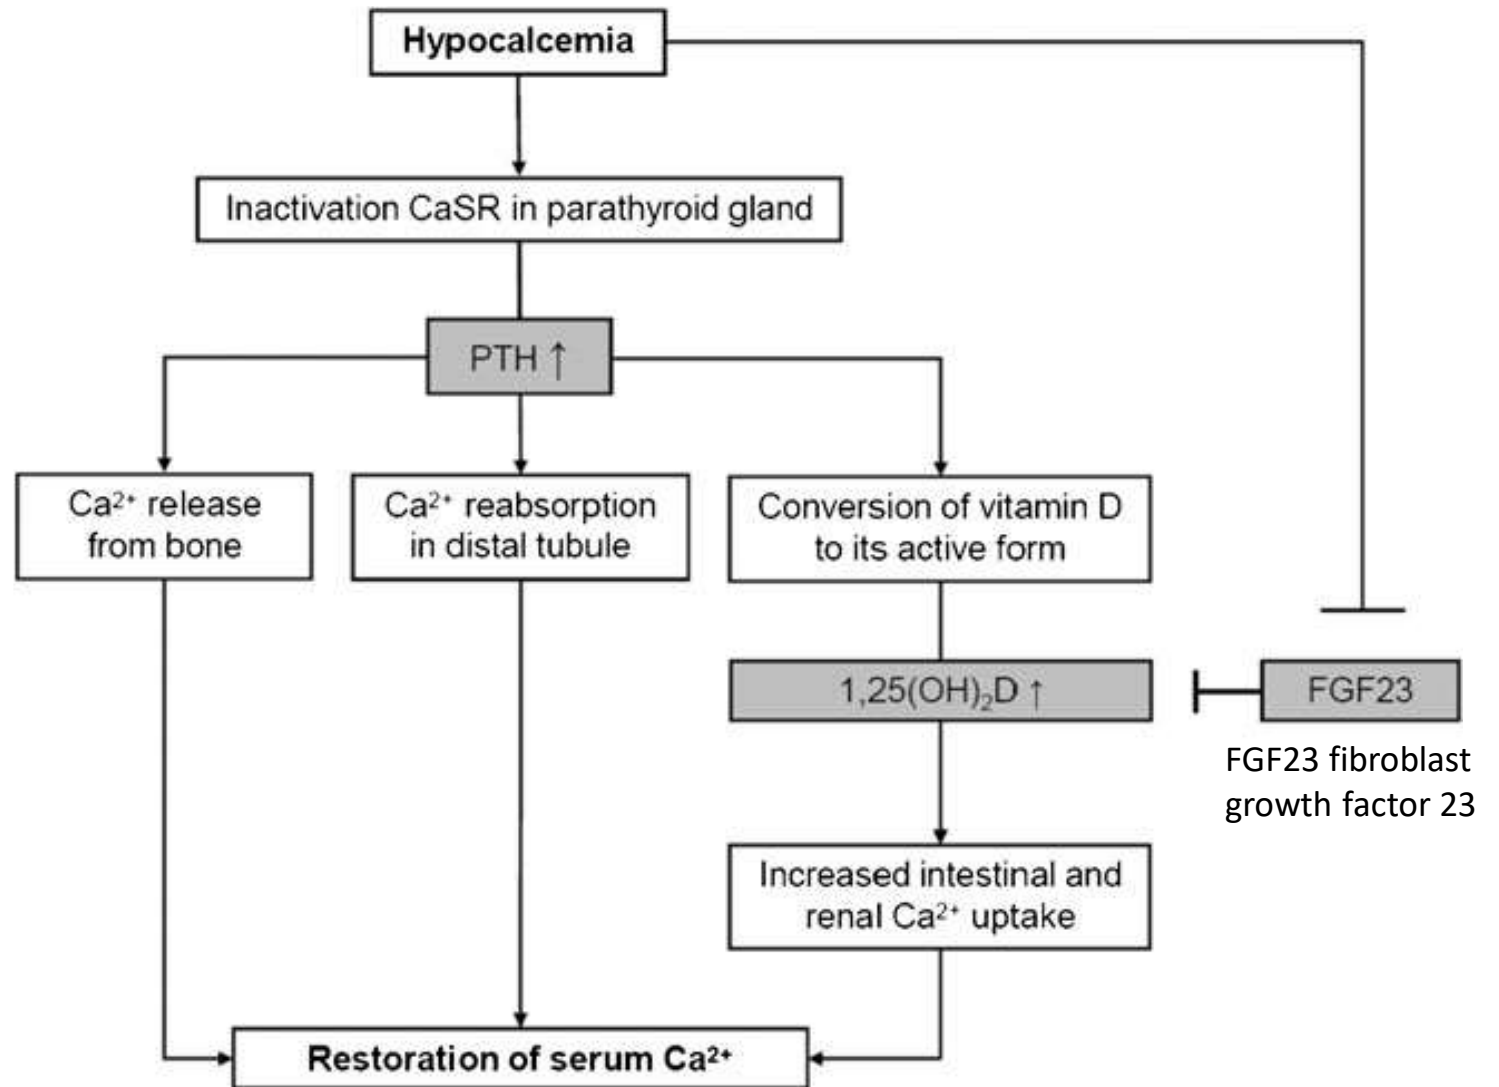 Hypocalcemia
Inactivation CaSR in parathyroid gland
PTH ↑
Ca²⁺ release
from bone
Ca²⁺ reabsorption
in distal tubule
Conversion of vitamin D
to its active form
1,25(OH)₂D ↑
FGF23
FGF23 fibroblast
growth factor 23
Increased intestinal and
renal Ca²⁺ uptake
Restoration of serum Ca²⁺